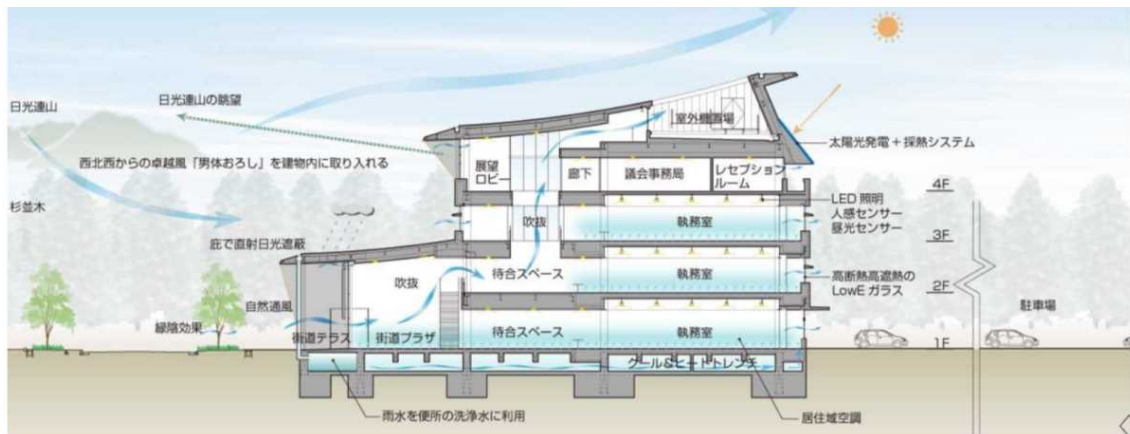 日光連山
日光連山の眺望
西北西からの卓越風「男体おろし」を建物内に取り入れる
杉並木
庇で直射日光遮蔽
自然通風
緑陰効果
街道テラス
街道プラザ
吹抜
展望
ロビー
吹抜
待合スペース
待合スペース
廊下
議会事務局
レセプション
ルーム
室外機置場
執務室
執務室
執務室
クール&ヒートトレンチ
雨水を便所の洗浄水に利用
居住域空調
太陽光発電+採熱システム
LED 照明
人感センサー
昼光センサー
高断熱高遮熱の
LowE ガラス
4F
3F
2F
1F
駐車場